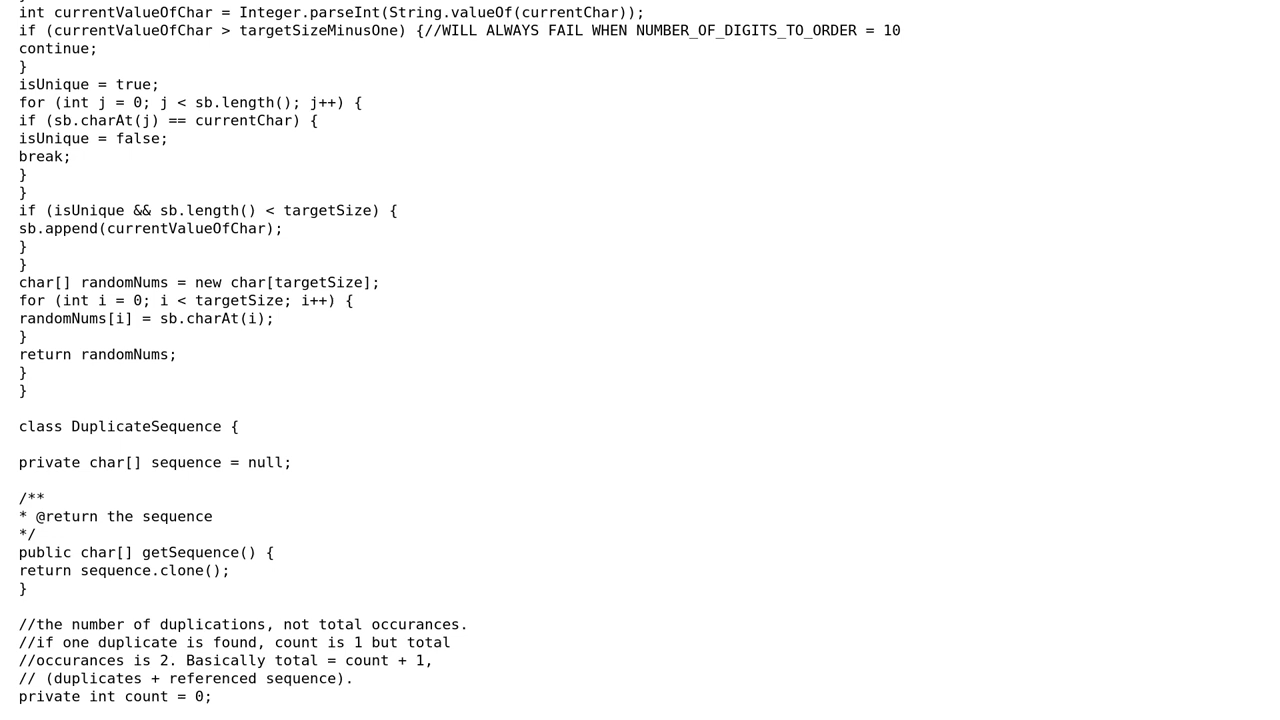 int currentValueOfChar = Integer.parseInt(String.valueOf(currentChar));
if (currentValueOfChar > targetSizeMinusOne) {//WILL ALWAYS FAIL WHEN NUMBER_OF_DIGITS_TO_ORDER = 10
continue;
}
isUnique = true;
for (int j = 0; j < sb.length(); j++) {
if (sb.charAt(j) == currentChar) {
isUnique = false;
break;
}
}
if (isUnique && sb.length() < targetSize) {
sb.append(currentValueOfChar);
}
}
char[] randomNums = new char[targetSize];
for (int i = 0; i < targetSize; i++) {
randomNums[i] = sb.charAt(i);
}
return randomNums;
}
}

class DuplicateSequence {

private char[] sequence = null;

/**
* @return the sequence
*/
public char[] getSequence() {
return sequence.clone();
}

//the number of duplications, not total occurances.
//if one duplicate is found, count is 1 but total
//occurances is 2. Basically total = count + 1,
// (duplicates + referenced sequence).
private int count = 0;